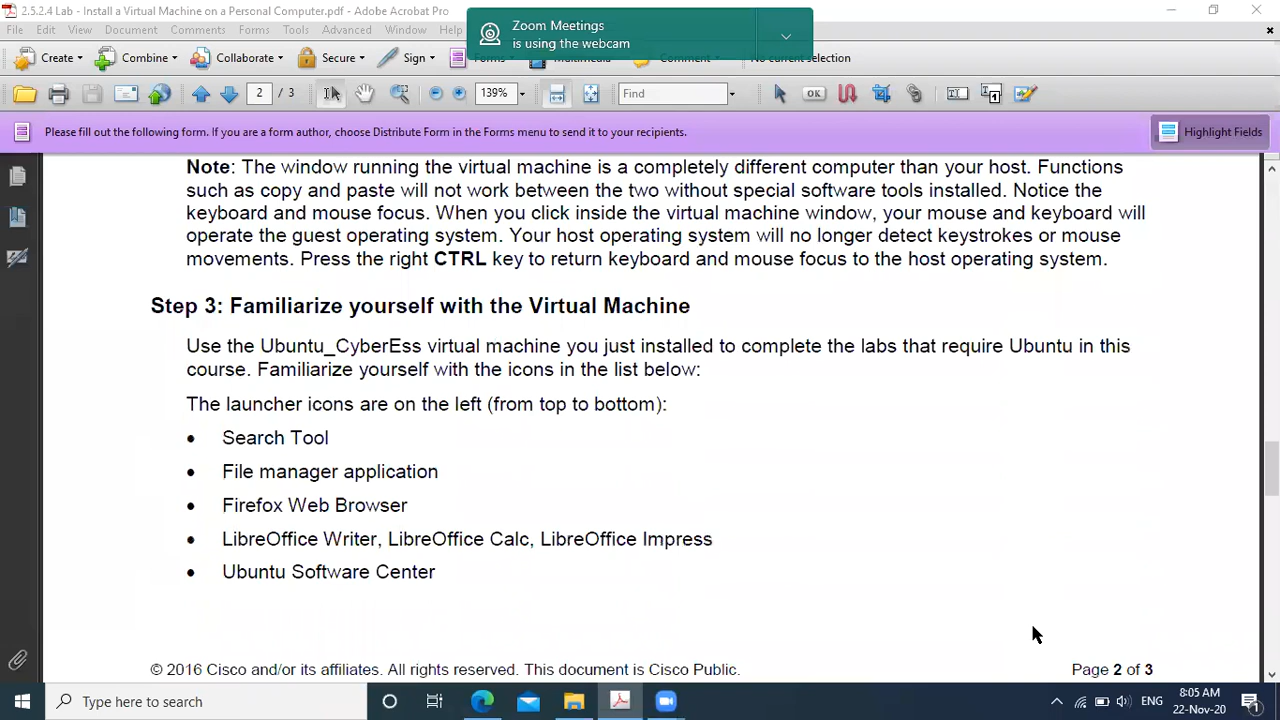 2.5.2.4 Lab - Install a Virtual Machine on a Personal Computer.pdf - Adobe Acrobat Pro
Zoom Meetings
is using the webcam
File Edit View Document Comments Forms Tools Advanced Window Help
Create Combine Collaborate Secure Sign Forms Multimedia Comment No current selection
2 / 3 139% Find OK
Please fill out the following form. If you are a form author, choose Distribute Form in the Forms menu to send it to your recipients.
Highlight Fields
Note: The window running the virtual machine is a completely different computer than your host. Functions
such as copy and paste will not work between the two without special software tools installed. Notice the
keyboard and mouse focus. When you click inside the virtual machine window, your mouse and keyboard will
operate the guest operating system. Your host operating system will no longer detect keystrokes or mouse
movements. Press the right CTRL key to return keyboard and mouse focus to the host operating system.
Step 3: Familiarize yourself with the Virtual Machine
Use the Ubuntu_CyberEss virtual machine you just installed to complete the labs that require Ubuntu in this
course. Familiarize yourself with the icons in the list below:
The launcher icons are on the left (from top to bottom):
• Search Tool
• File manager application
• Firefox Web Browser
• LibreOffice Writer, LibreOffice Calc, LibreOffice Impress
• Ubuntu Software Center
© 2016 Cisco and/or its affiliates. All rights reserved. This document is Cisco Public.
Page 2 of 3
Type here to search
ENG
8:05 AM
22-Nov-20
1